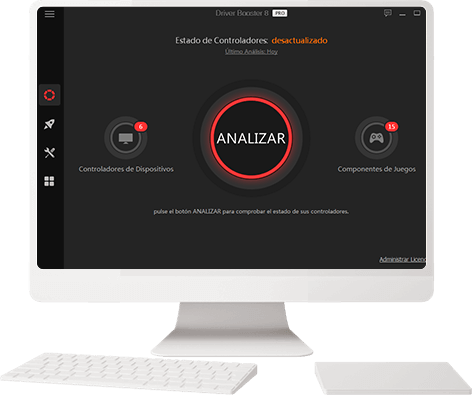 Driver Booster 8 PRO
Estado de Controladores: desactualizado
Último Análisis: Hoy
6
15
ANALIZAR
Controladores de Dispositivos
Componentes de Juegos
pulse el botón ANALIZAR para comprobar el estado de sus controladores.
Administrar Licenc